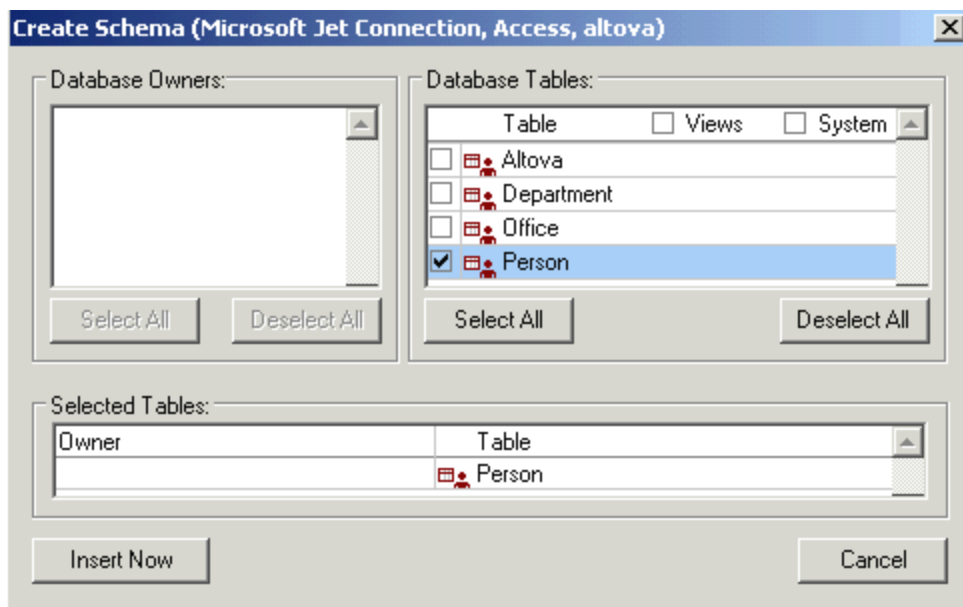 Create Schema (Microsoft Jet Connection, Access, altova)
Database Owners:
Select All Deselect All
Database Tables:
Table Views System
Altova
Department
Office
Person
Select All Deselect All
Selected Tables:
Owner Table
Person
Insert Now Cancel